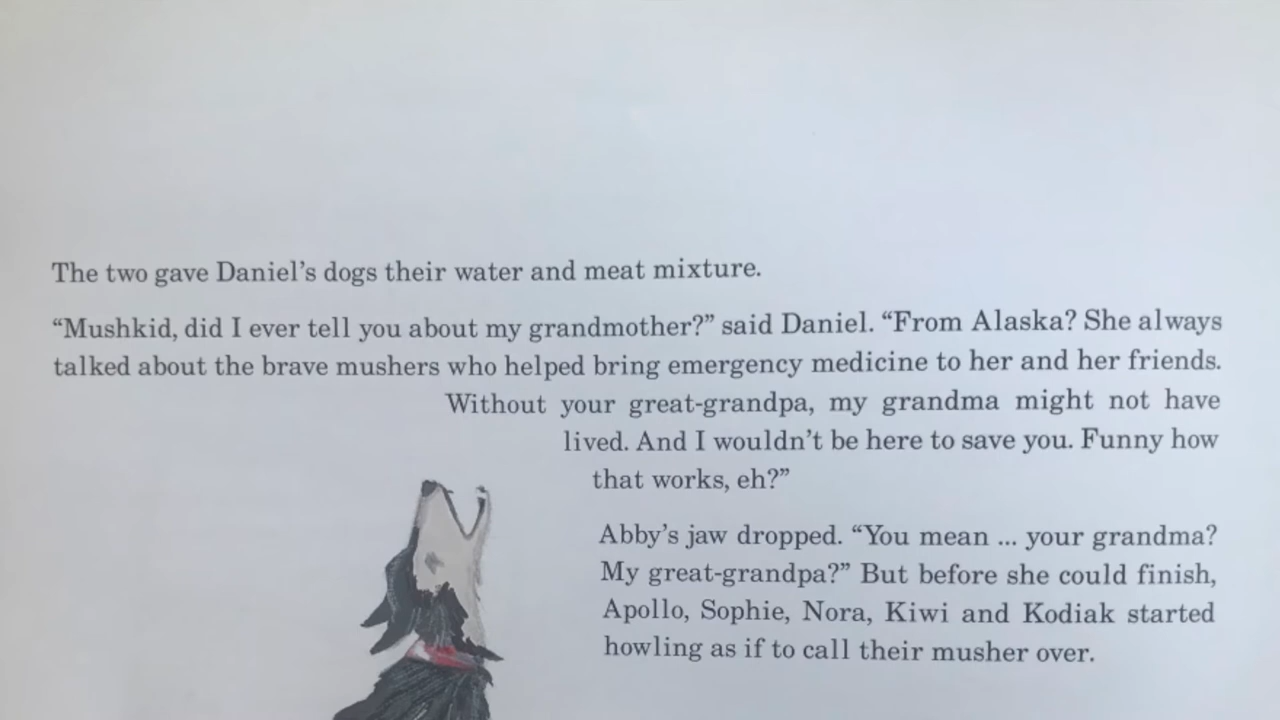 The two gave Daniel’s dogs their water and meat mixture.
“Mushkid, did I ever tell you about my grandmother?” said Daniel. “From Alaska? She always
talked about the brave mushers who helped bring emergency medicine to her and her friends.
Without your great-grandpa, my grandma might not have
lived. And I wouldn’t be here to save you. Funny how
that works, eh?”
Abby’s jaw dropped. “You mean ... your grandma?
My great-grandpa?” But before she could finish,
Apollo, Sophie, Nora, Kiwi and Kodiak started
howling as if to call their musher over.